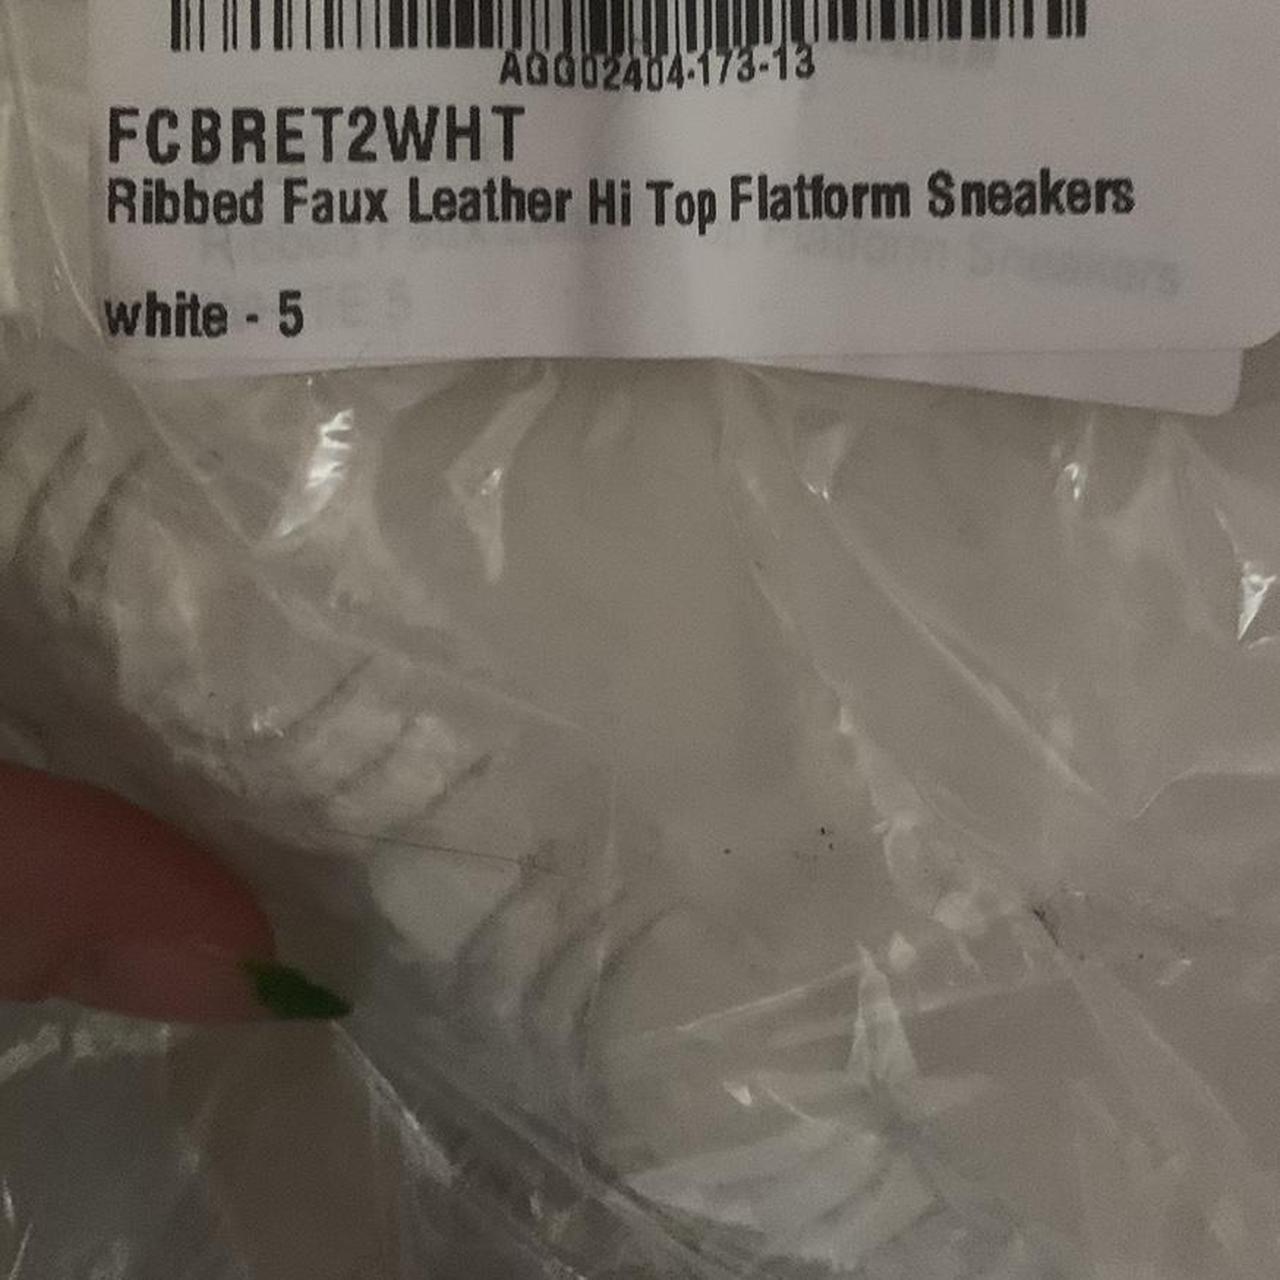 AGG02404-173-13
FCBRET2WHT
Ribbed Faux Leather Hi Top Flatform Sneakers
white - 5